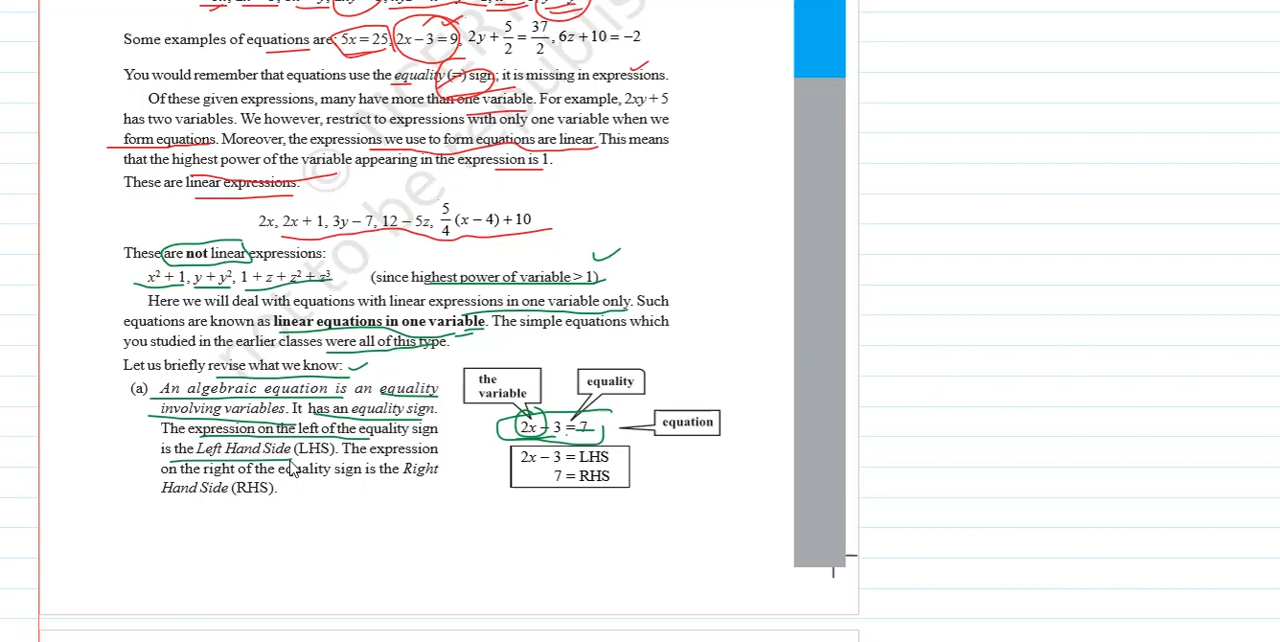 Some examples of equations are: 5x = 25, 2x − 3 = 9, 2y + 5/2 = 37/2, 6z + 10 = −2
You would remember that equations use the equality (=) sign; it is missing in expressions.
Of these given expressions, many have more than one variable. For example, 2xy + 5
has two variables. We however, restrict to expressions with only one variable when we
form equations. Moreover, the expressions we use to form equations are linear. This means
that the highest power of the variable appearing in the expression is 1.
These are linear expressions:
2x, 2x + 1, 3y − 7, 12 − 5z, 5/4 (x − 4) + 10
These are not linear expressions:
x² + 1, y + y², 1 + z + z² + z³ (since highest power of variable > 1)
Here we will deal with equations with linear expressions in one variable only. Such
equations are known as linear equations in one variable. The simple equations which
you studied in the earlier classes were all of this type.
Let us briefly revise what we know:
(a) An algebraic equation is an equality
involving variables. It has an equality sign.
The expression on the left of the equality sign
is the Left Hand Side (LHS). The expression
on the right of the equality sign is the Right
Hand Side (RHS).
the
variable
equality
2x − 3 = 7
equation
2x − 3 = LHS
7 = RHS
© not to be republis